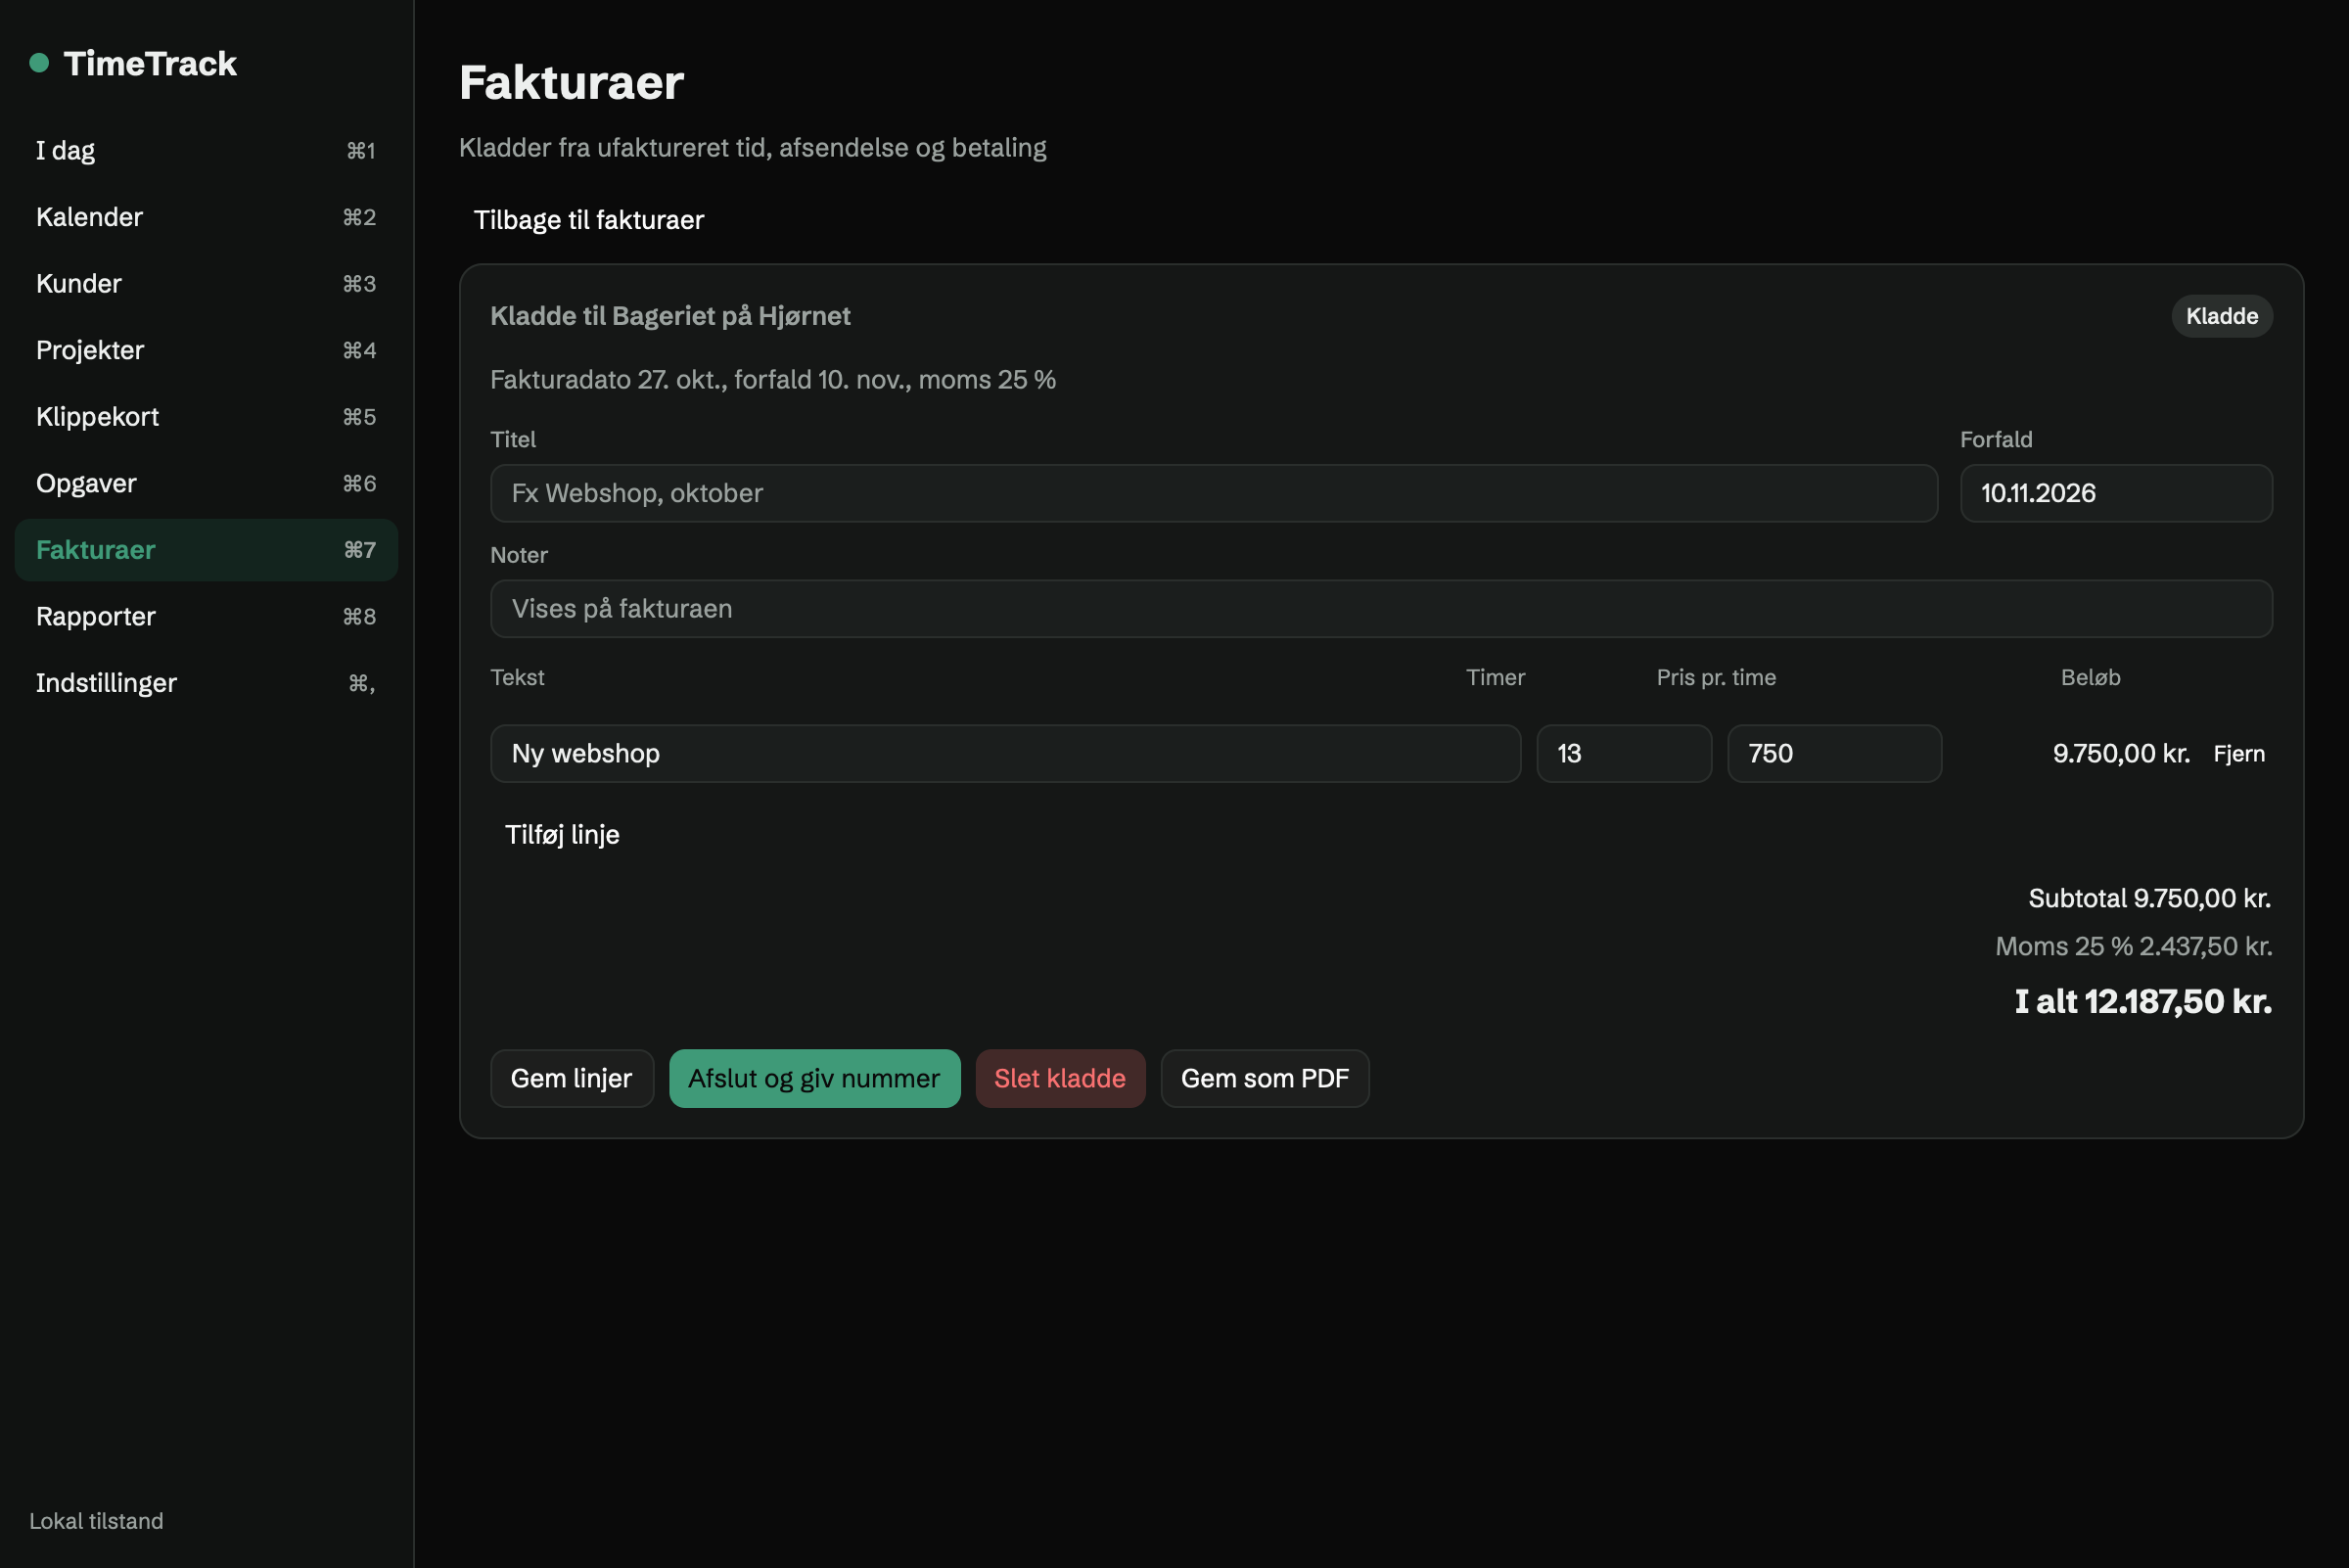 TimeTrack
I dag ⌘1
Kalender ⌘2
Kunder ⌘3
Projekter ⌘4
Klippekort ⌘5
Opgaver ⌘6
Fakturaer ⌘7
Rapporter ⌘8
Indstillinger ⌘,
Lokal tilstand
Fakturaer
Kladder fra ufaktureret tid, afsendelse og betaling
Tilbage til fakturaer
Kladde til Bageriet på Hjørnet Kladde
Fakturadato 27. okt., forfald 10. nov., moms 25 %
Titel Forfald
Fx Webshop, oktober 10.11.2026
Noter
Vises på fakturaen
Tekst Timer Pris pr. time Beløb
Ny webshop 13 750 9.750,00 kr. Fjern
Tilføj linje
Subtotal 9.750,00 kr.
Moms 25 % 2.437,50 kr.
I alt 12.187,50 kr.
Gem linjer Afslut og giv nummer Slet kladde Gem som PDF